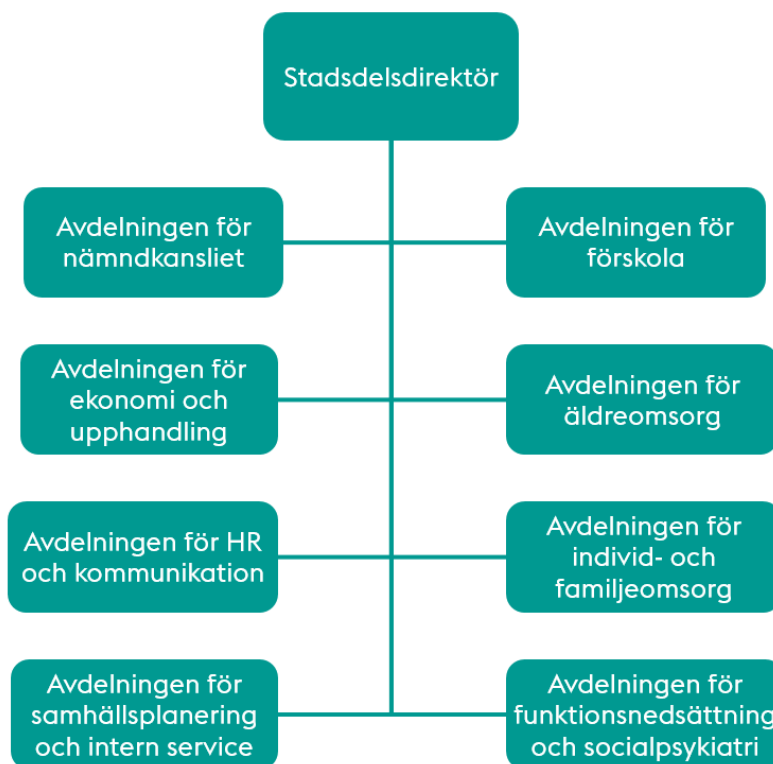 Stadsdelsdirektör
Avdelningen för
nämndkansliet
Avdelningen för
förskola
Avdelningen för
ekonomi och
upphandling
Avdelningen för
äldreomsorg
Avdelningen för HR
och kommunikation
Avdelningen för
individ- och
familjeomsorg
Avdelningen för
samhällsplanering
och intern service
Avdelningen för
funktionsnedsättning
och socialpsykiatri